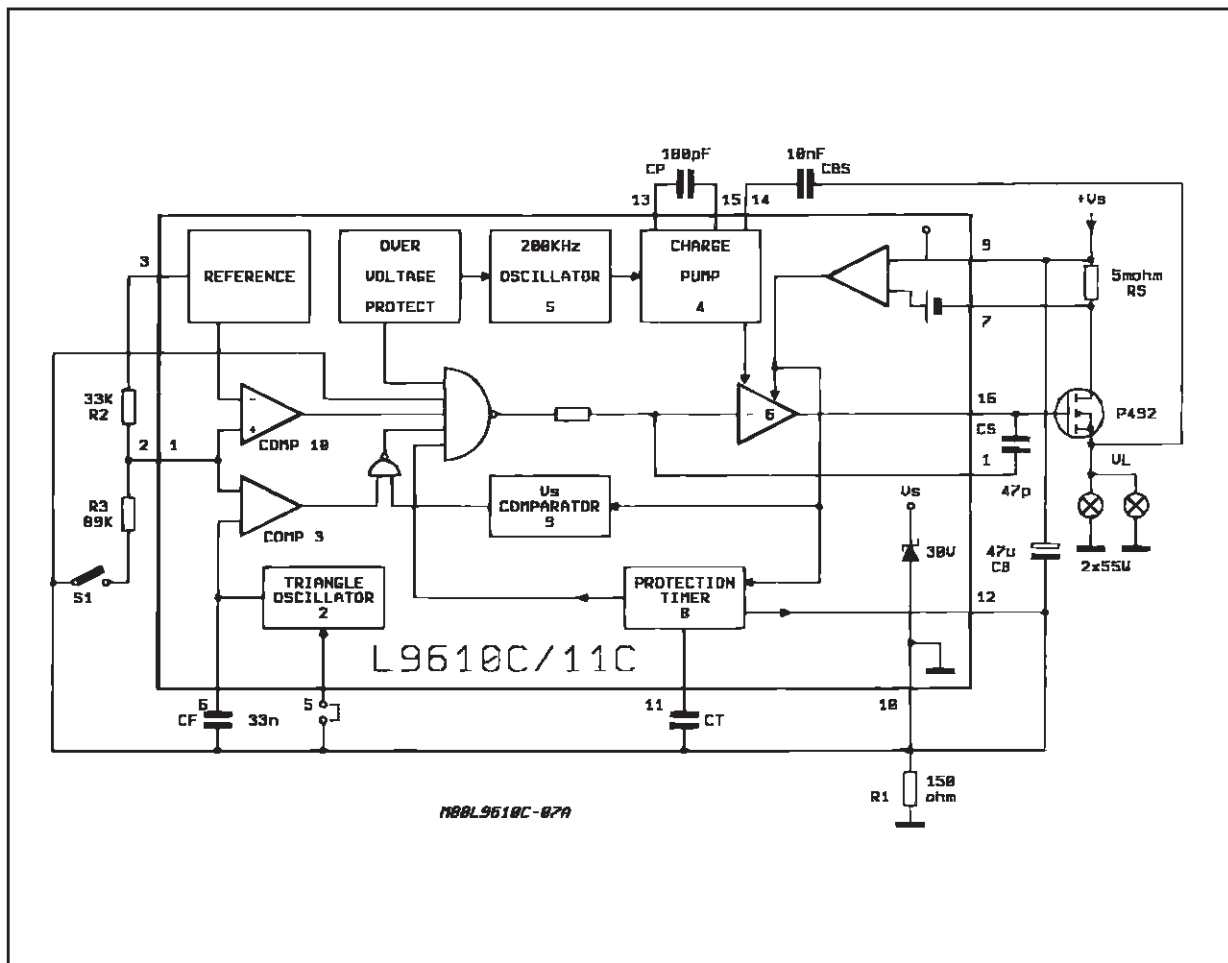 100pF
CP
10nF
CBS
13
15
14
+Vs
3
REFERENCE
OVER
VOLTAGE
PROTECT
200KHz
OSCILLATOR
5
CHARGE
PUMP
4
9
5mohm
RS
7
33K
R2
-
+
COMP 10
- 6
16
P492
CS
1
47p
VL
2
1
R3
89K
COMP 3
Vs
COMPARATOR
9
Vs
30V
47u
CB
2x55W
S1
TRIANGLE
OSCILLATOR
2
PROTECTION
TIMER
8
12
L9610C/11C
6
CF
33n
5
11
CT
10
R1
150
ohm
M88L9610C-07A